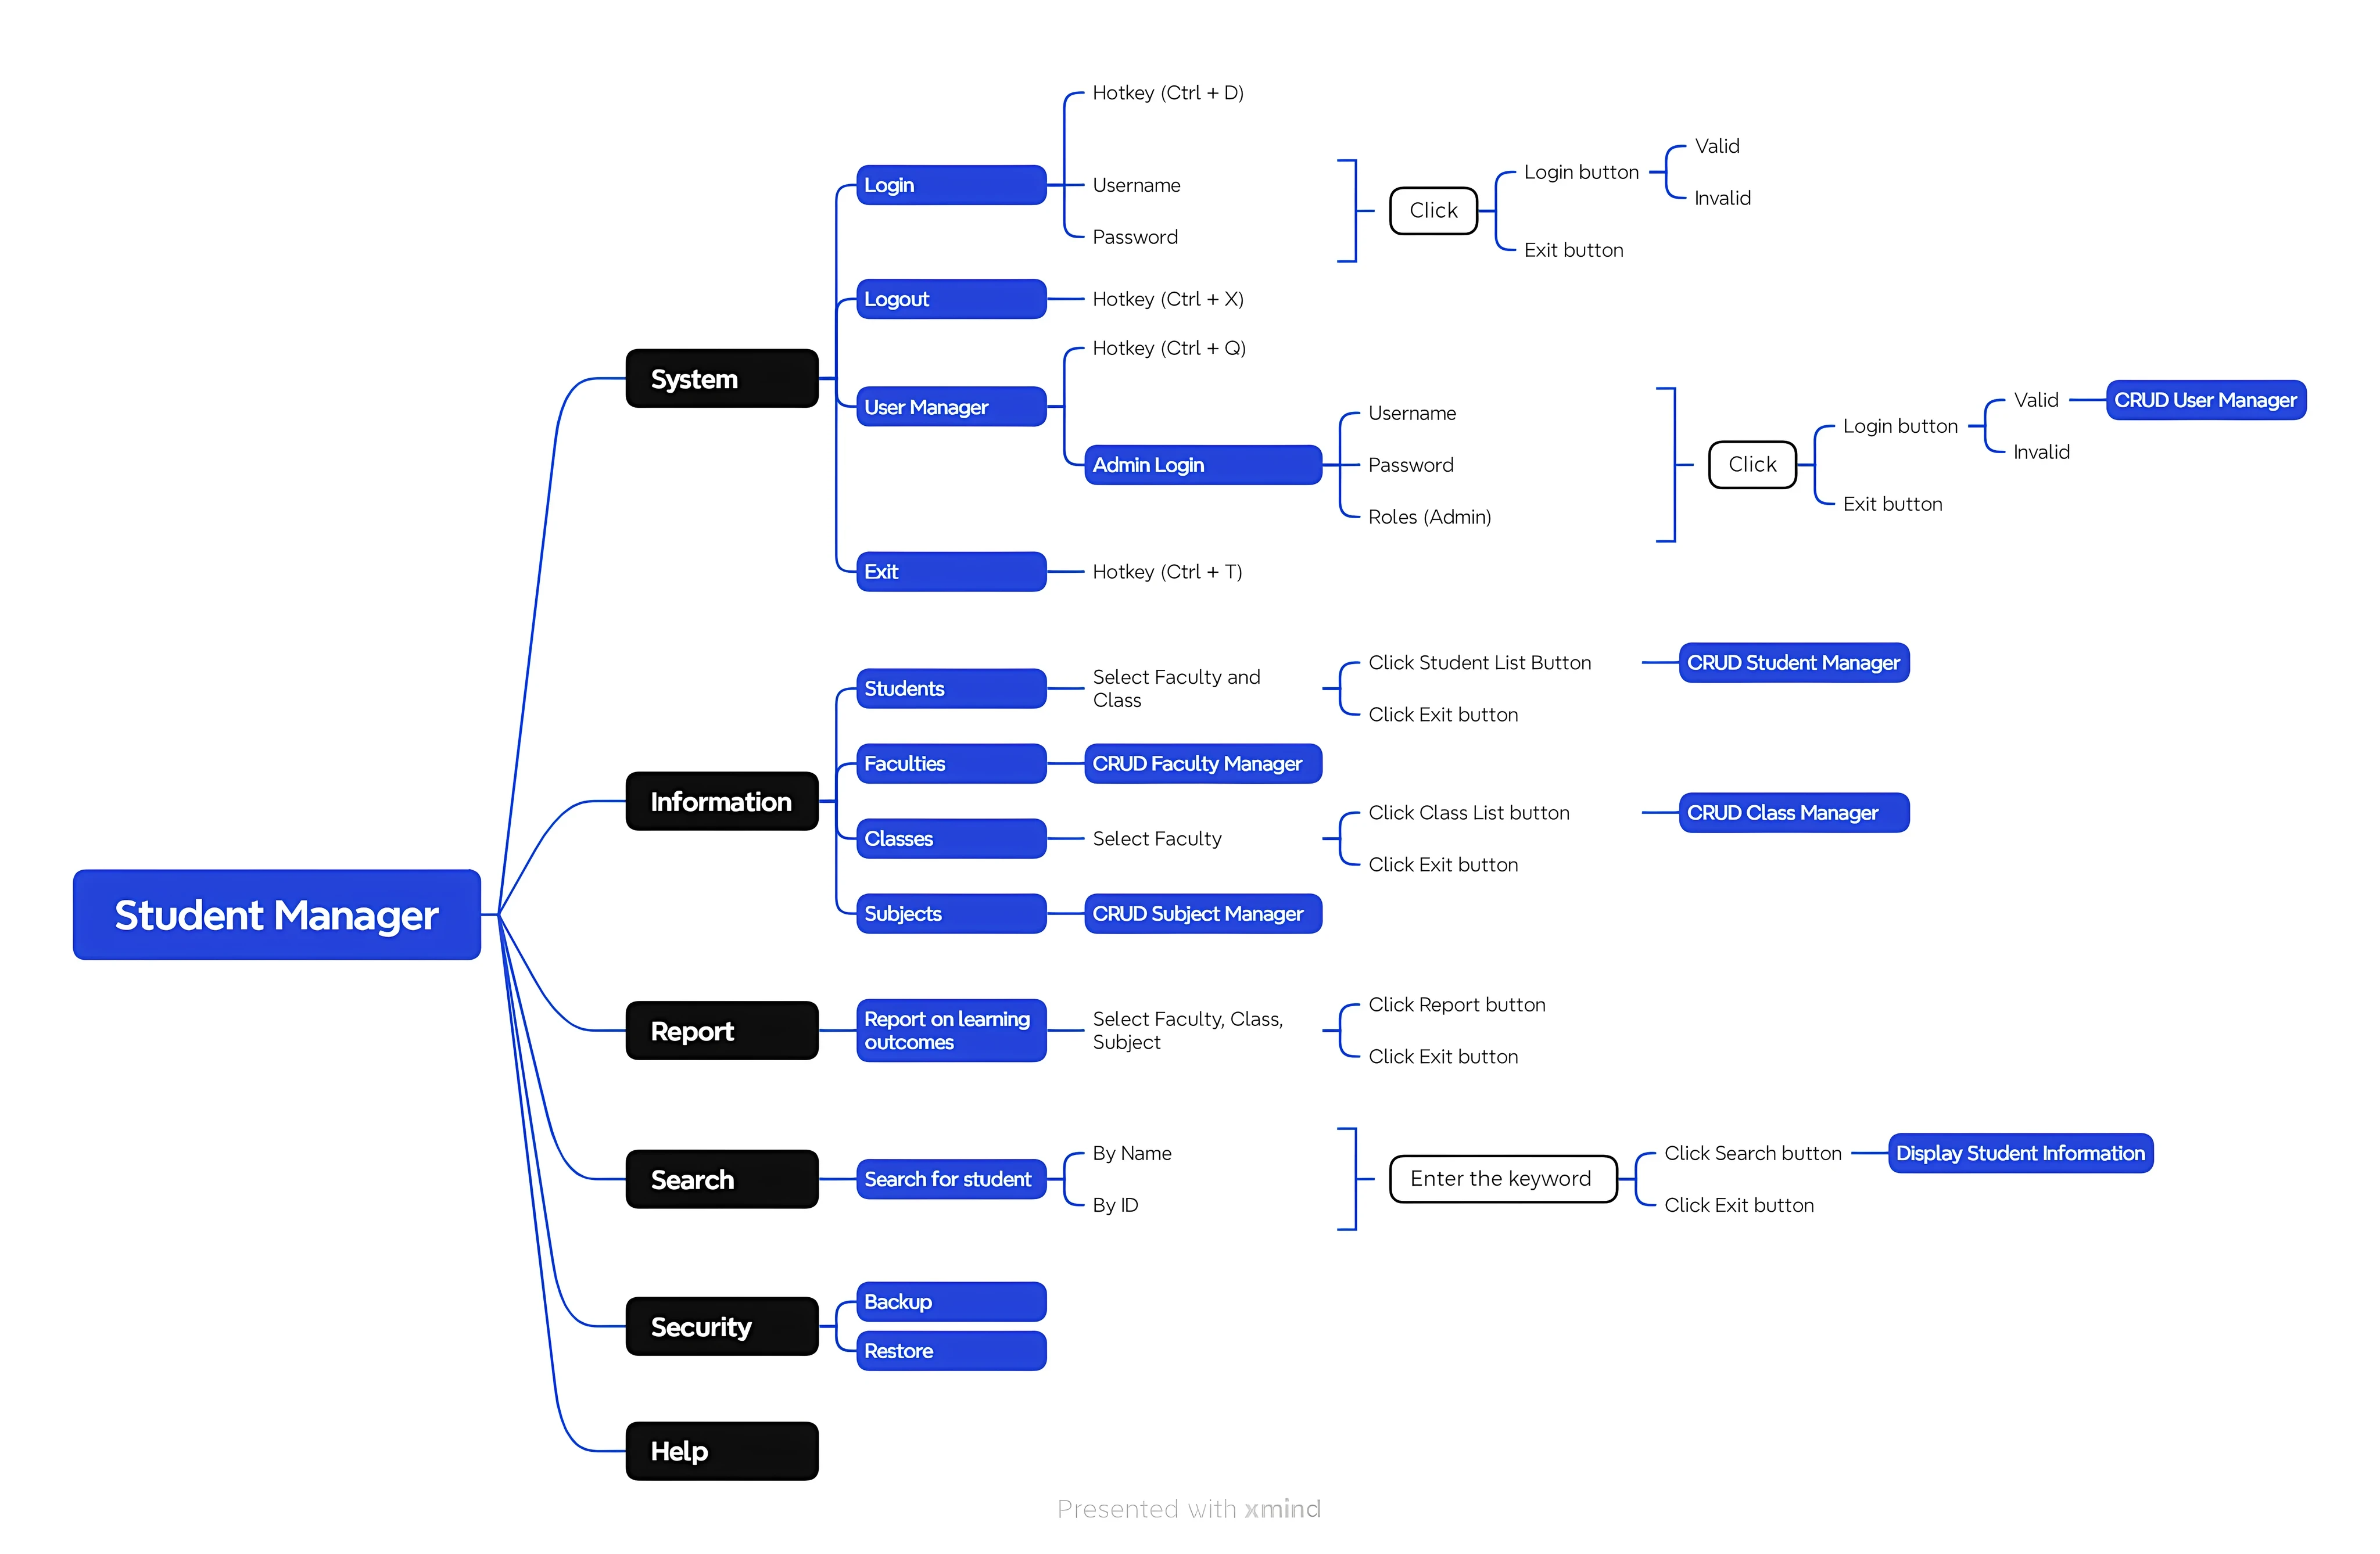 Student Manager
System
Login
Hotkey (Ctrl + D)
Username
Password
Click
Login button
Valid
Invalid
Exit button
Logout
Hotkey (Ctrl + X)
User Manager
Hotkey (Ctrl + Q)
Admin Login
Username
Password
Roles (Admin)
Click
Login button
Valid
CRUD User Manager
Invalid
Exit button
Exit
Hotkey (Ctrl + T)
Information
Students
Select Faculty and
Class
Click Student List Button
CRUD Student Manager
Click Exit button
Faculties
CRUD Faculty Manager
Classes
Select Faculty
Click Class List button
CRUD Class Manager
Click Exit button
Subjects
CRUD Subject Manager
Report
Report on learning
outcomes
Select Faculty, Class,
Subject
Click Report button
Click Exit button
Search
Search for student
By Name
By ID
Enter the keyword
Click Search button
Display Student Information
Click Exit button
Security
Backup
Restore
Help
Presented with xmind